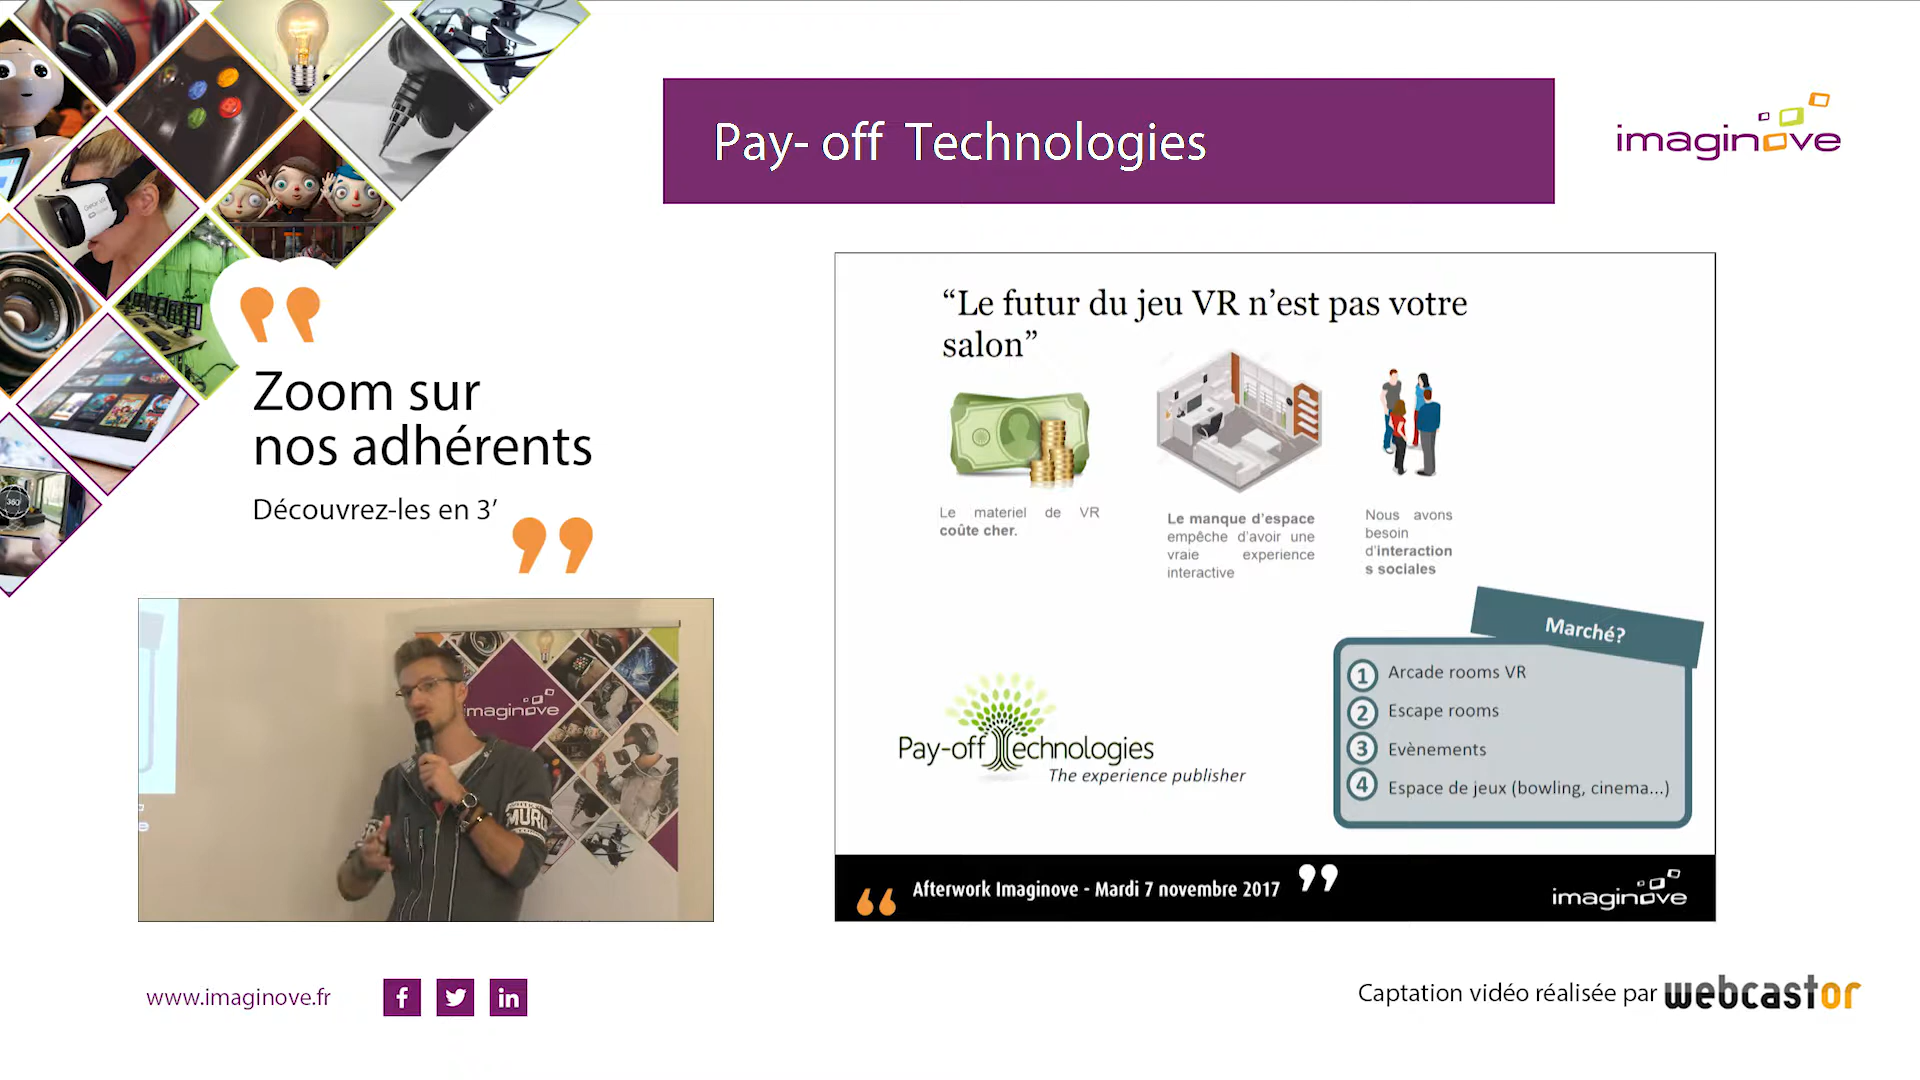 Pay- off Technologies
imaginove
Zoom sur
nos adhérents
Découvrez-les en 3’
“Le futur du jeu VR n’est pas votre
salon”
Le materiel de VR
coûte cher.
Le manque d’espace
empêche d’avoir une
vraie experience
interactive
Nous avons
besoin
d’interaction
s sociales
Marché?
1 Arcade rooms VR
2 Escape rooms
3 Evènements
4 Espace de jeux (bowling, cinema...)
Pay-off Technologies
The experience publisher
imaginove
MURO
Afterwork Imaginove - Mardi 7 novembre 2017
imaginove
www.imaginove.fr
Captation vidéo réalisée par webcastor